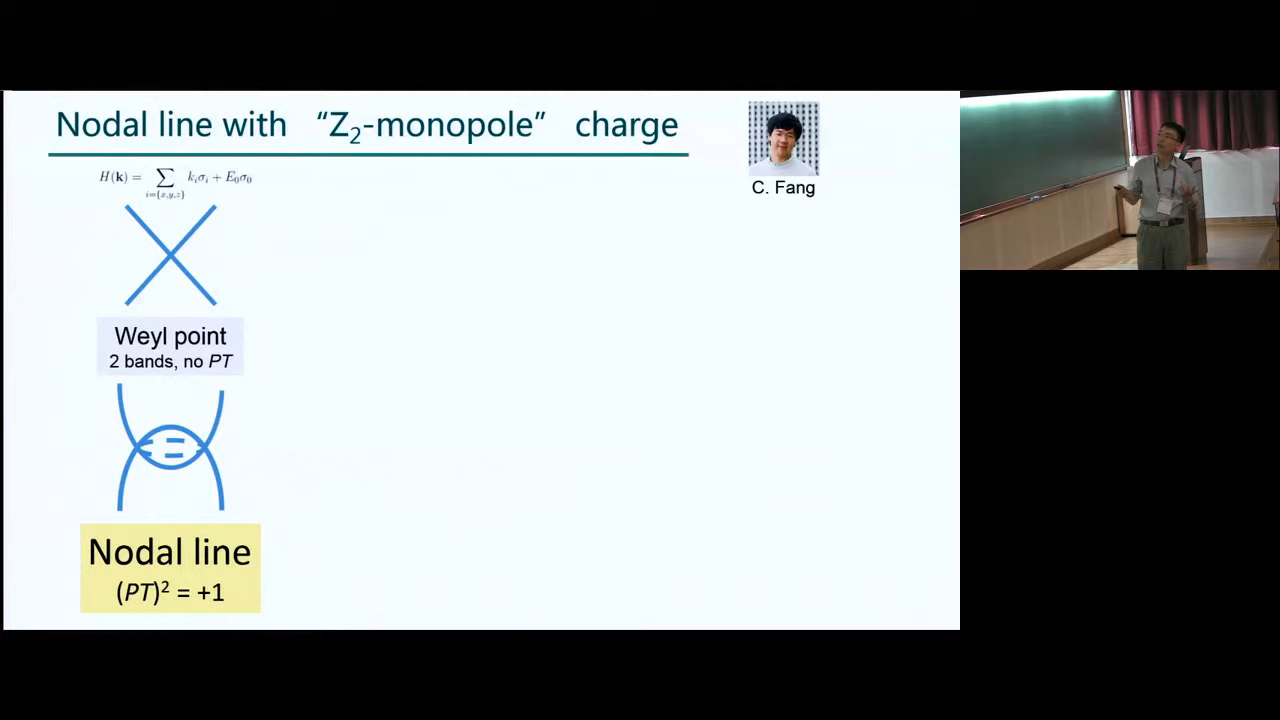 Nodal line with “Z₂-monopole” charge
C. Fang
H(k) = ∑ kᵢσᵢ + E₀σ₀
i={x,y,z}
Weyl point
2 bands, no PT
Nodal line
(PT)² = +1